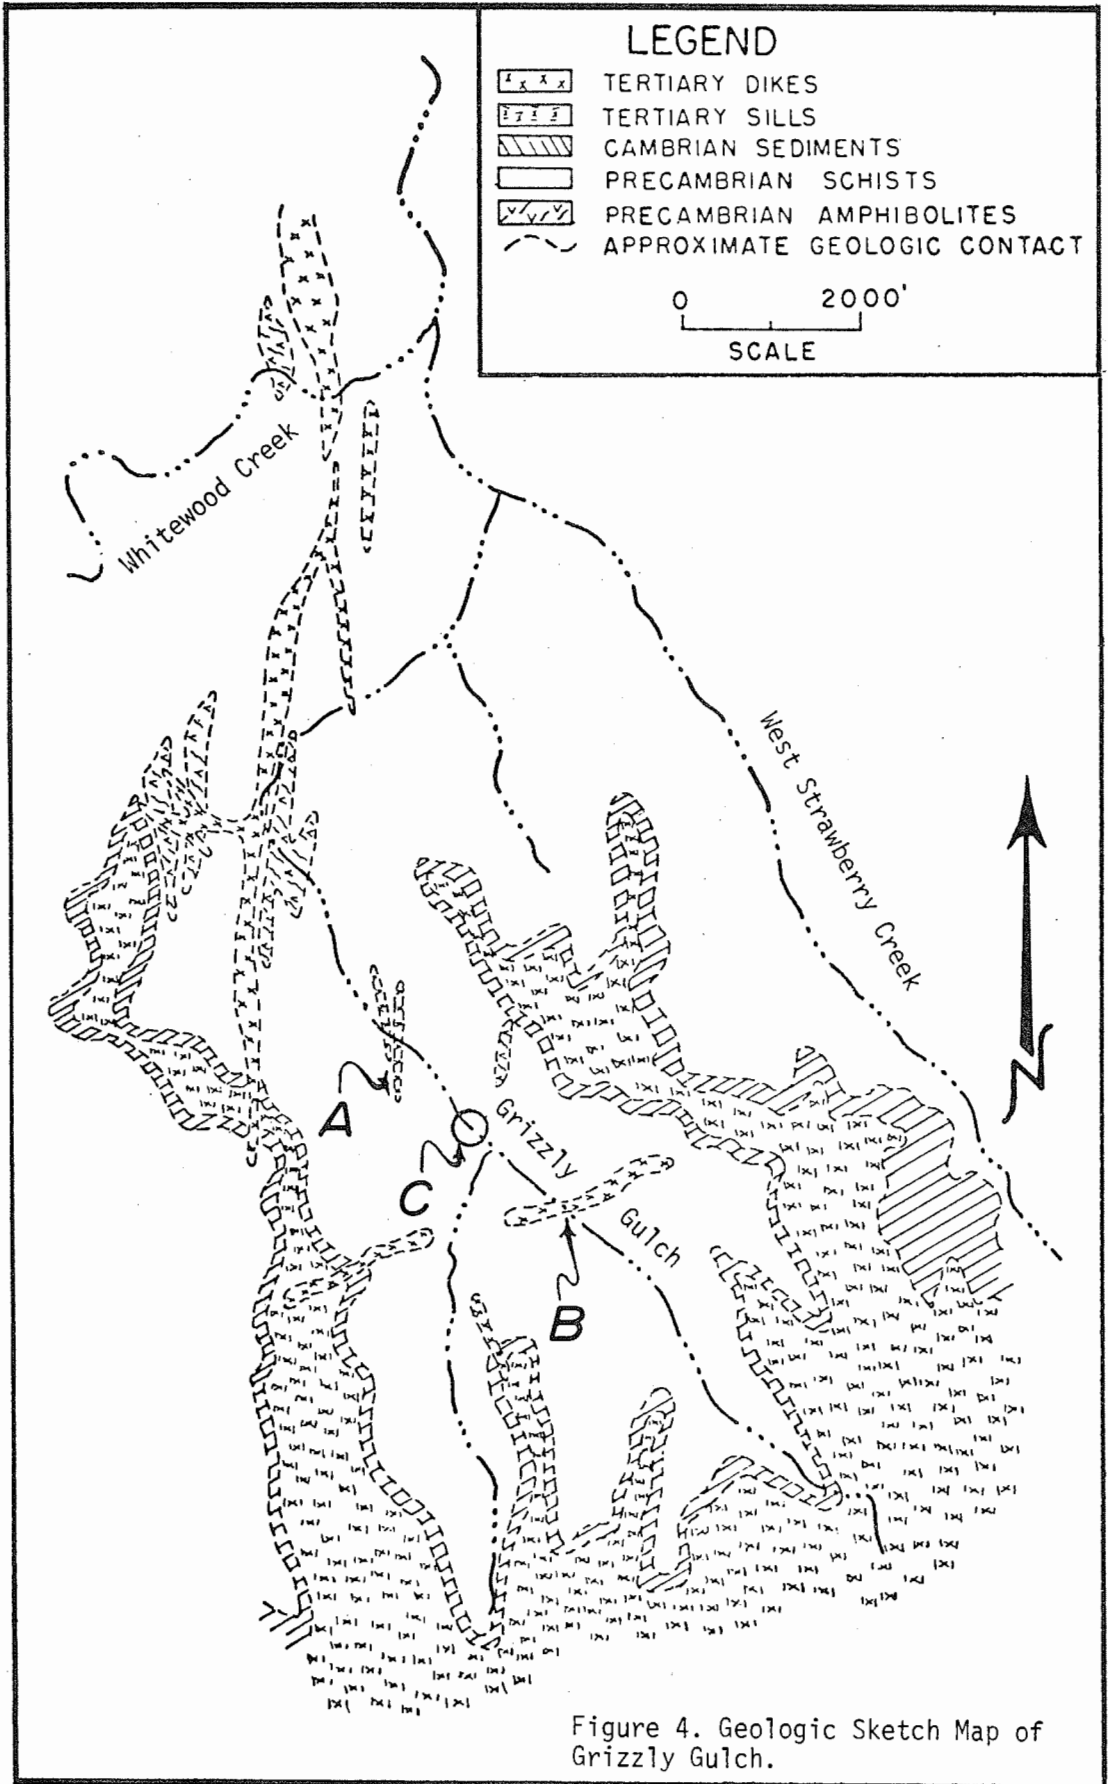 LEGEND
TERTIARY DIKES
TERTIARY SILLS
CAMBRIAN SEDIMENTS
PRECAMBRIAN SCHISTS
PRECAMBRIAN AMPHIBOLITES
APPROXIMATE GEOLOGIC CONTACT
0 2000'
SCALE
Whitewood Creek
West Strawberry Creek
N
A
Grizzly
C
Gulch
B
Figure 4. Geologic Sketch Map of
Grizzly Gulch.